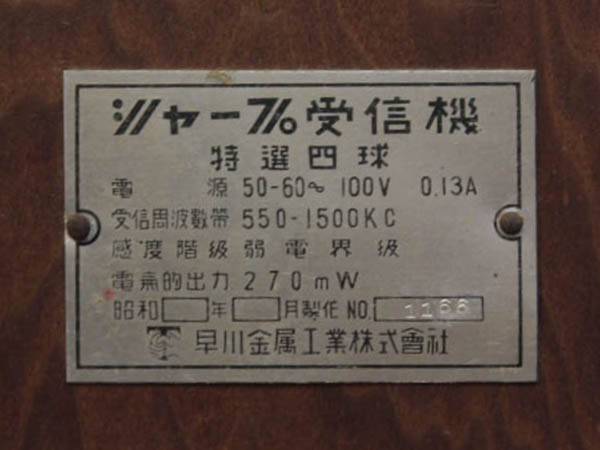 シャープ受信機
特選四球
電源 50-60~ 100V 0.13A
受信周波數帶 550-1500KC
感度階級弱電界級
電氣的出力 270mW
昭和 年 月製作 NO. 1166
早川金属工業株式會社